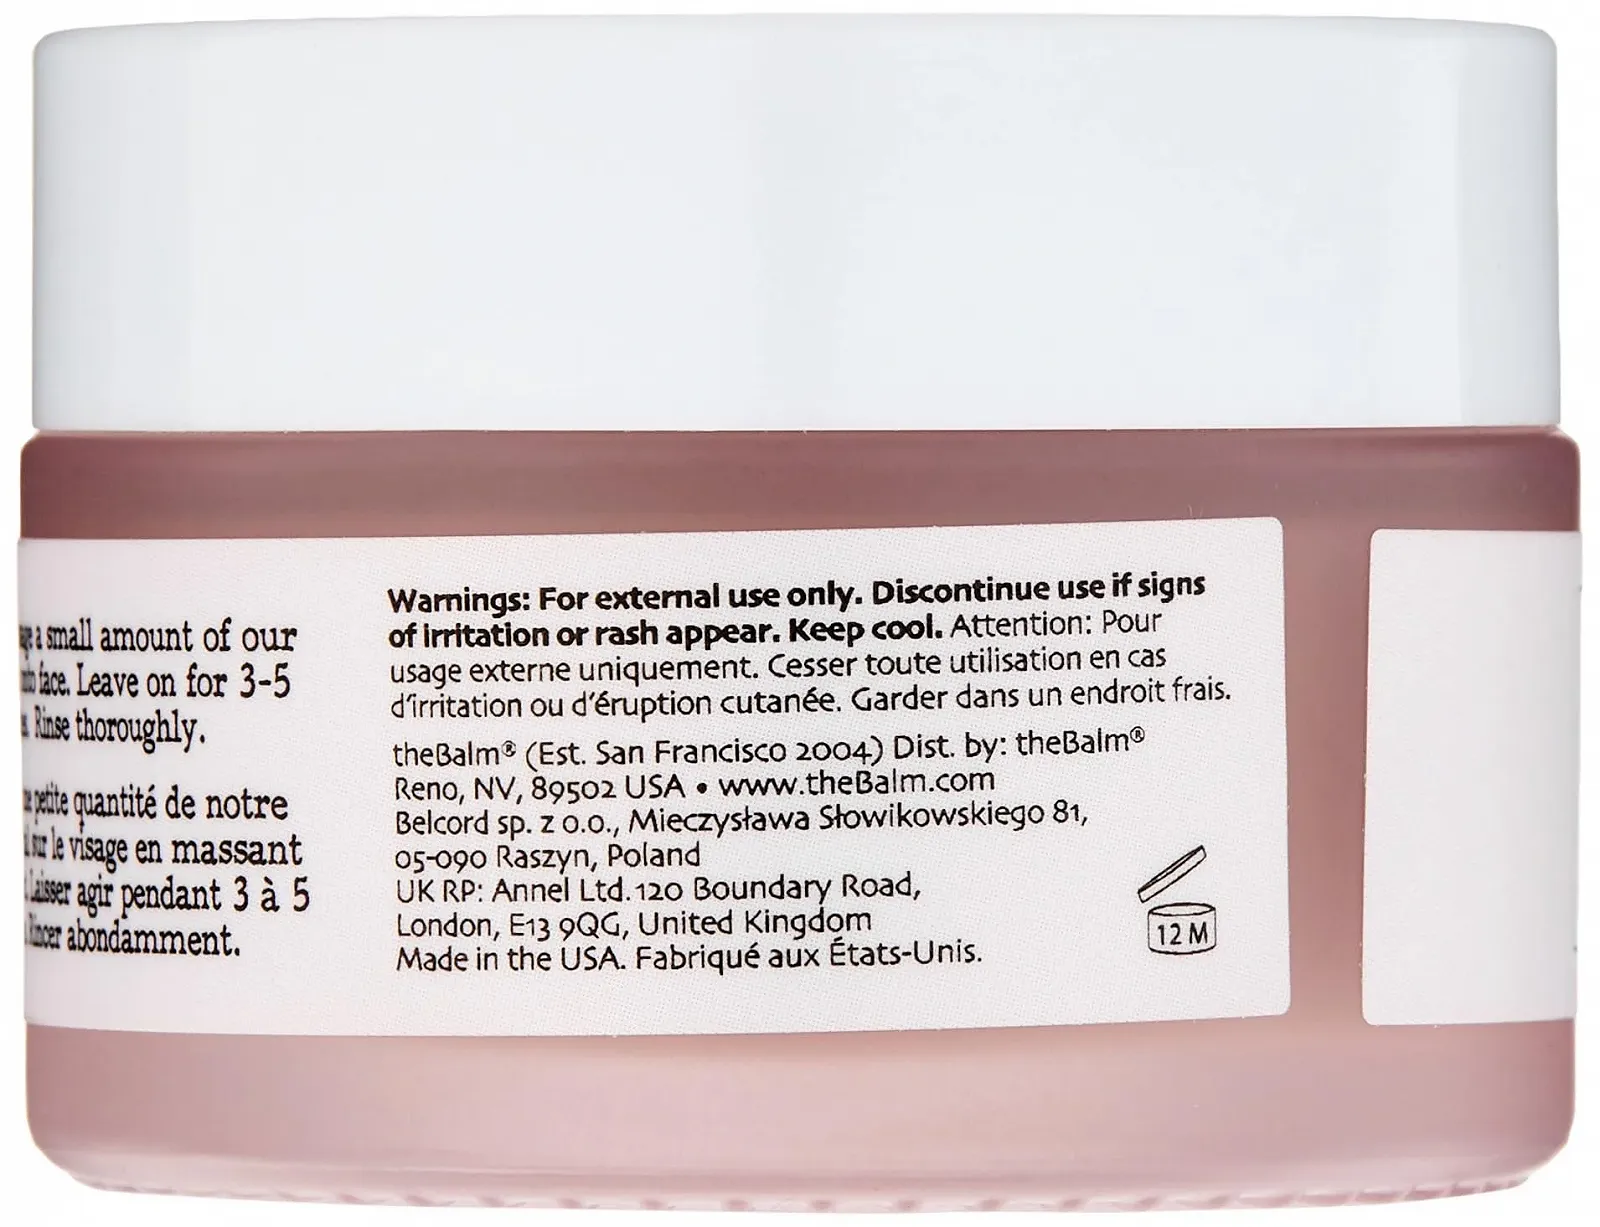 a small amount of our
face. Leave on for 3-5
Rinse thoroughly.
petite quantité de notre
sur le visage en massant
Laisser agir pendant 3 à 5
Rincer abondamment.
Warnings: For external use only. Discontinue use if signs
of irritation or rash appear. Keep cool. Attention: Pour
usage externe uniquement. Cesser toute utilisation en cas
d'irritation ou d'éruption cutanée. Garder dans un endroit frais.
theBalm® (Est. San Francisco 2004) Dist. by: theBalm®
Reno, NV, 89502 USA • www.theBalm.com
Belcord sp. z o.o., Mieczysława Słowikowskiego 81,
05-090 Raszyn, Poland
UK RP: Annel Ltd. 120 Boundary Road,
London, E13 9QG, United Kingdom
Made in the USA. Fabriqué aux États-Unis.
12 M